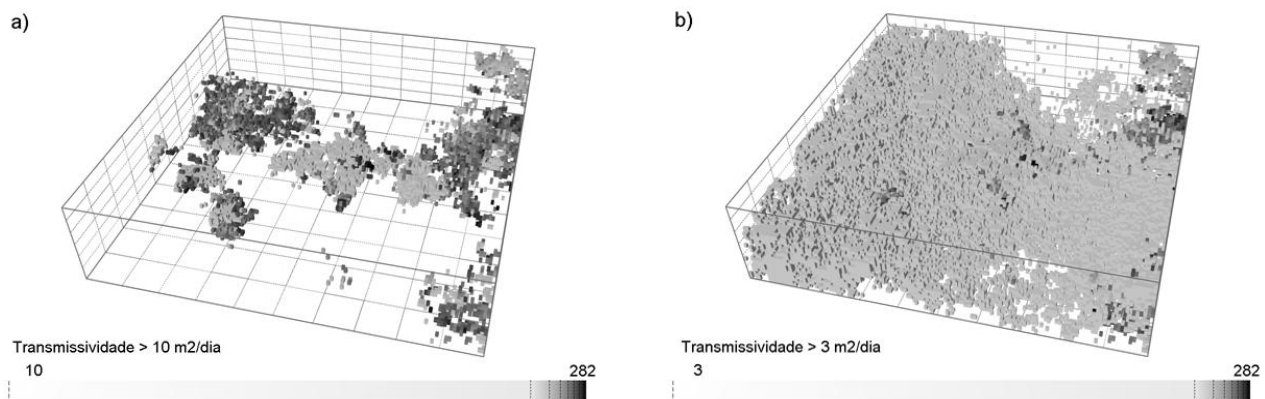 a)
b)
Transmissividade > 10 m2/dia
10
282
Transmissividade > 3 m2/dia
3
282